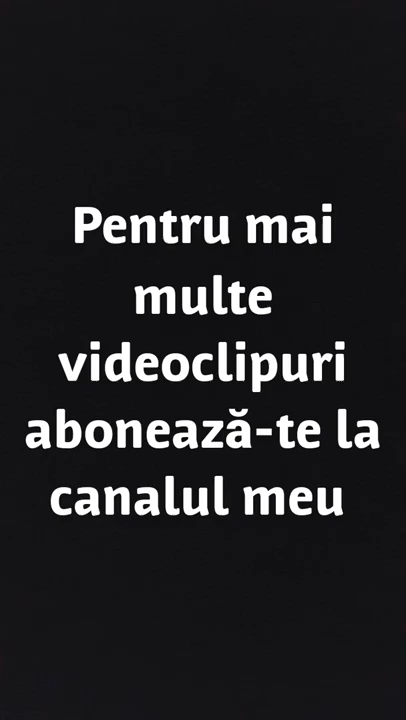 Pentru mai
multe
videoclipuri
abonează-te la
canalul meu